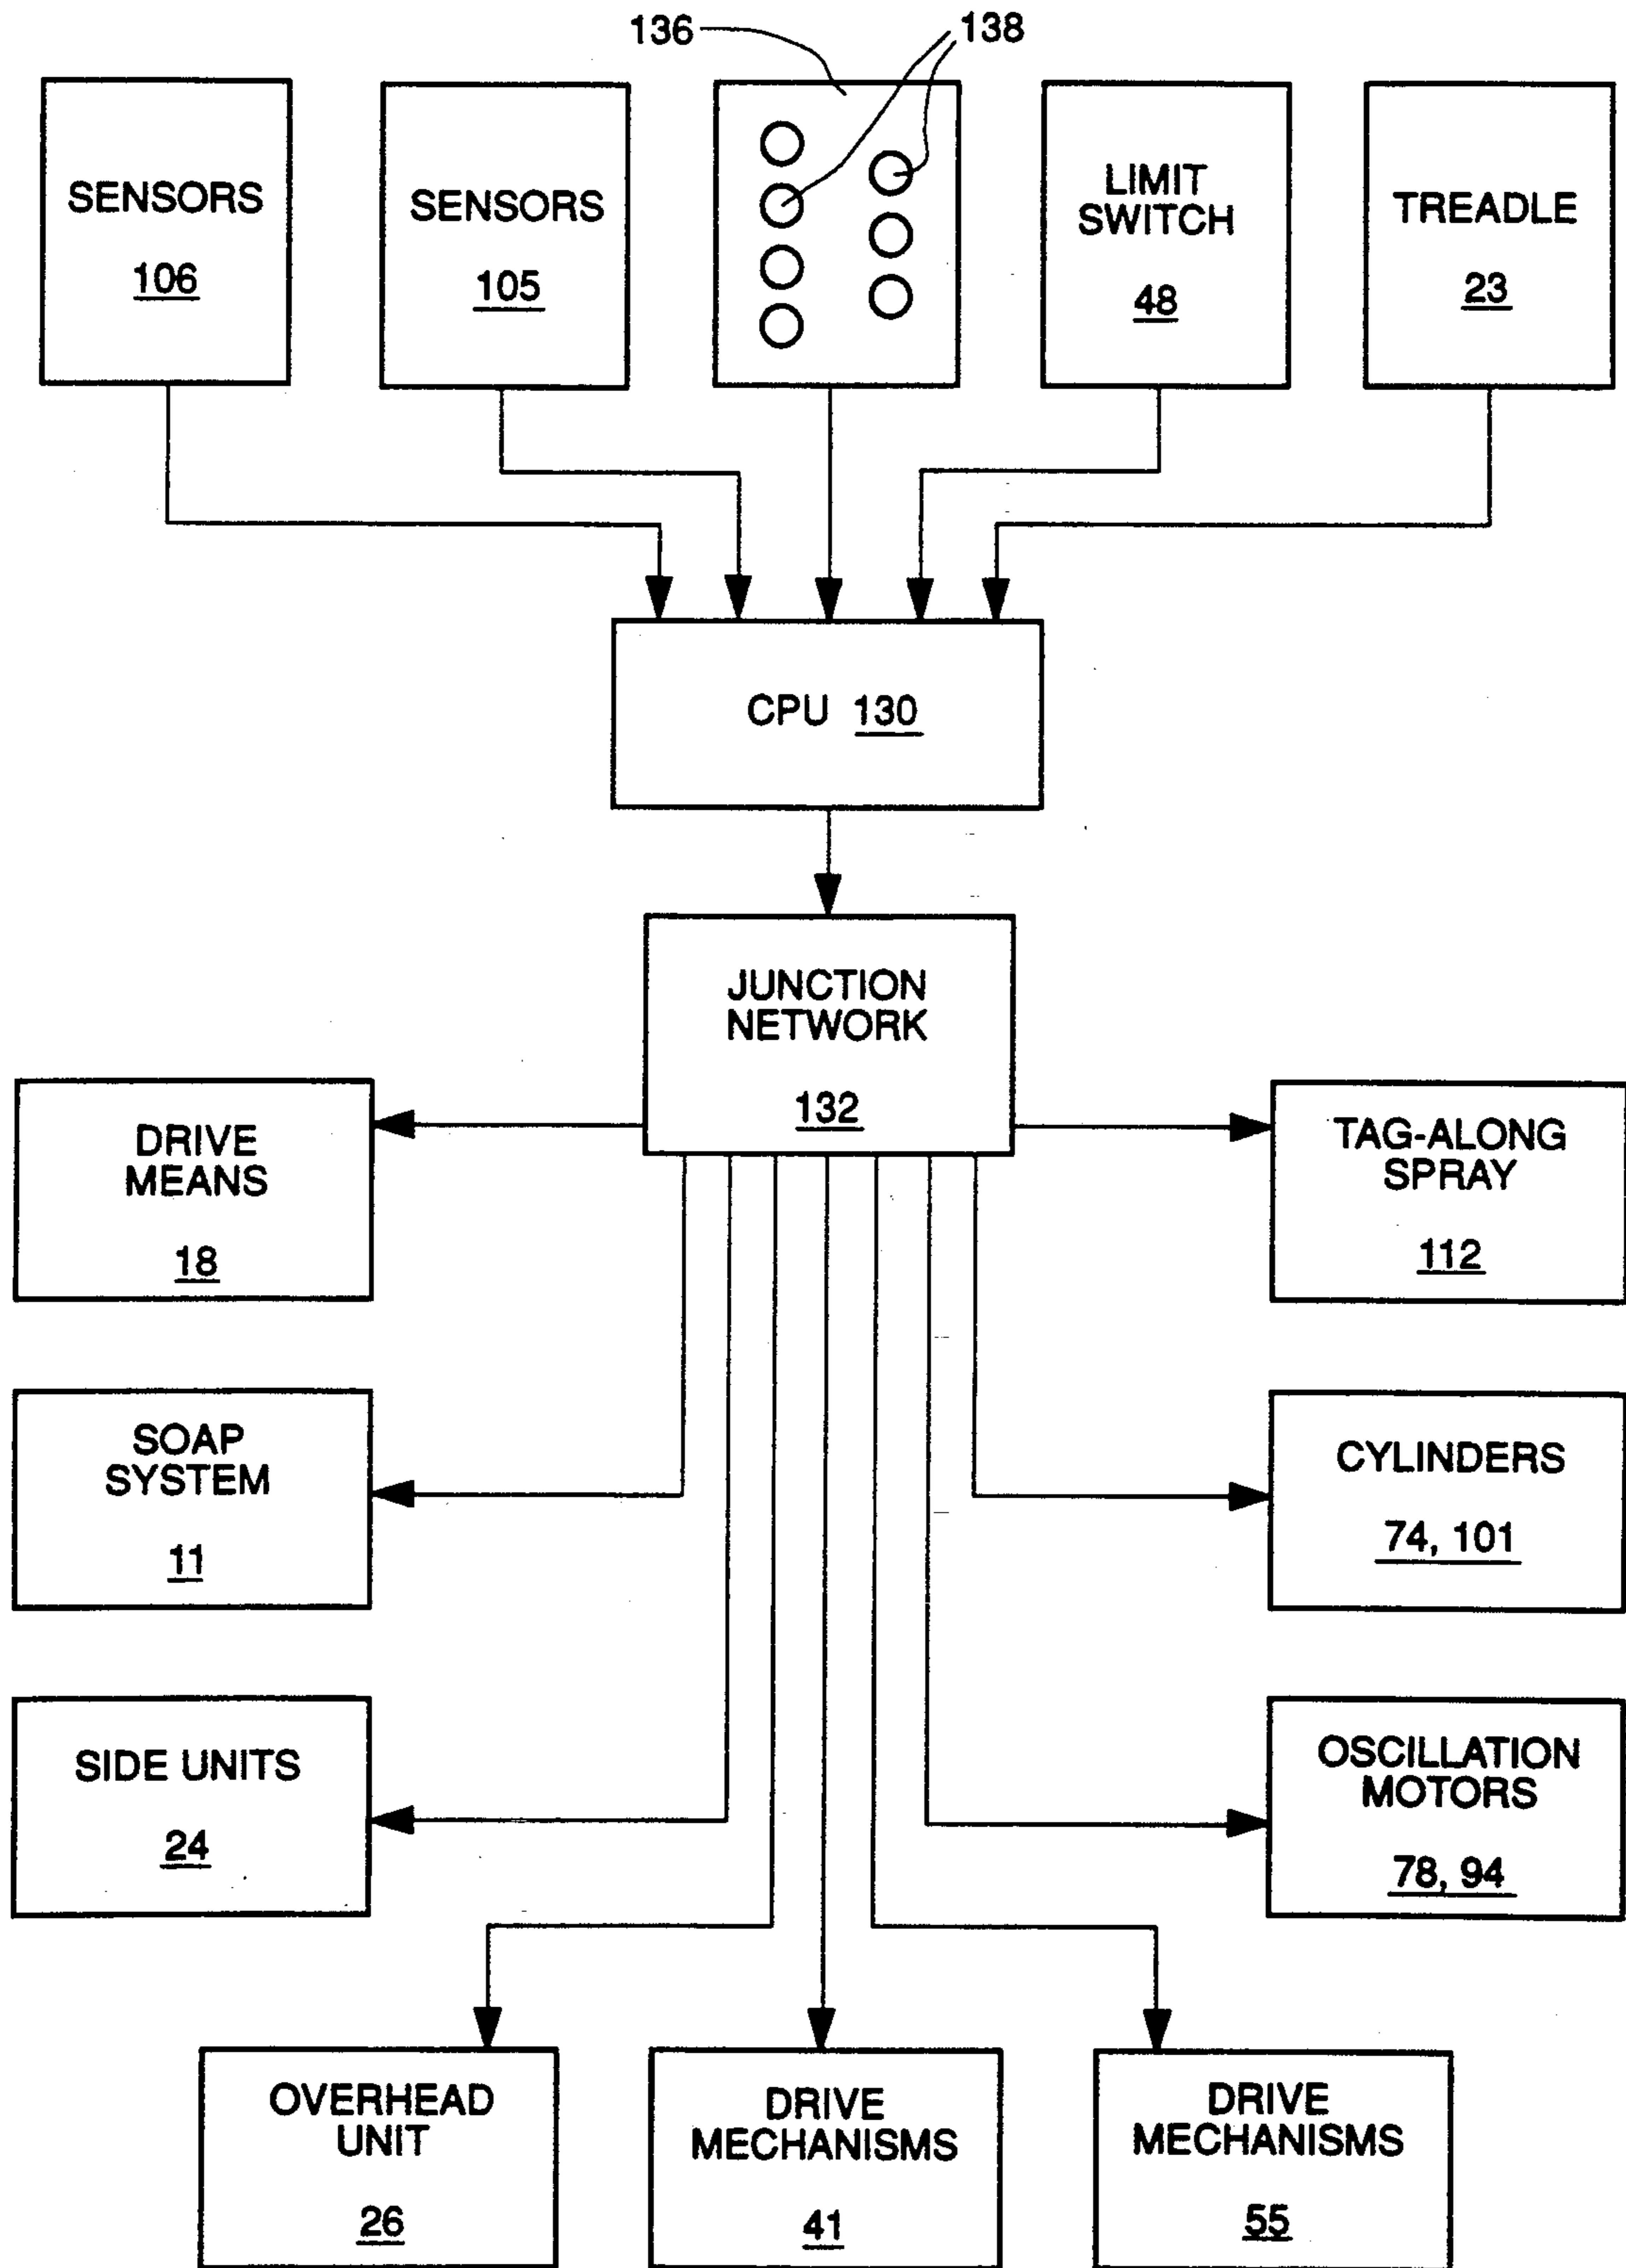 136
138
SENSORS
106
SENSORS
105
LIMIT
SWITCH
48
TREADLE
23
CPU 130
JUNCTION
NETWORK
132
DRIVE
MEANS
18
TAG-ALONG
SPRAY
112
SOAP
SYSTEM
11
CYLINDERS
74, 101
SIDE UNITS
24
OSCILLATION
MOTORS
78, 94
OVERHEAD
UNIT
26
DRIVE
MECHANISMS
41
DRIVE
MECHANISMS
55